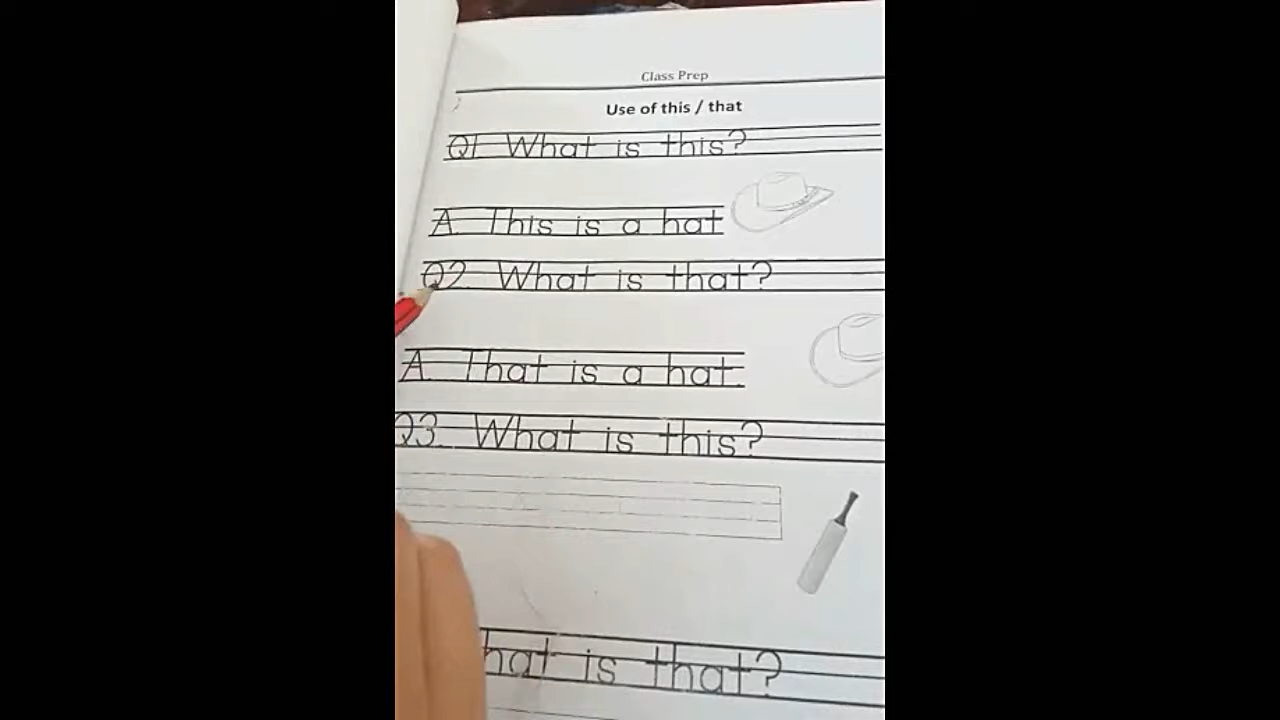 Class Prep
Use of this / that
Q1. What is this?
A. This is a hat
Q2. What is that?
A. That is a hat.
Q3. What is this?
is that?